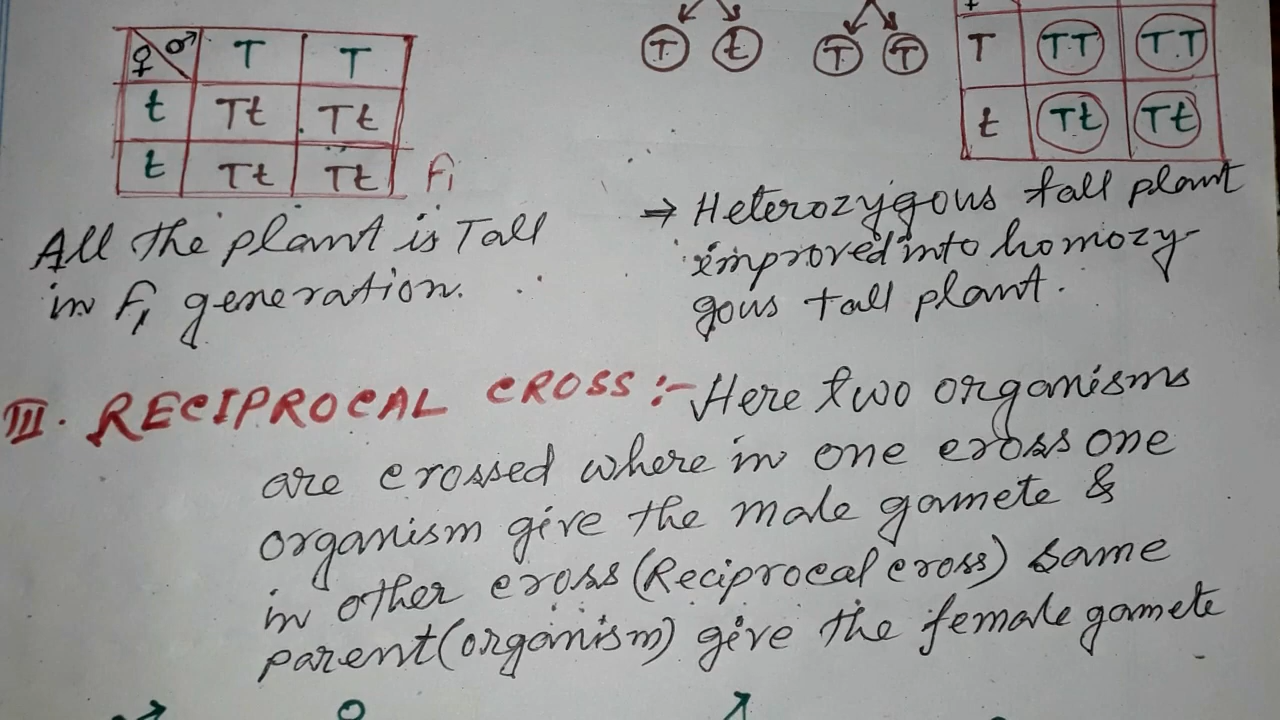 ♀ ♂ T T
t Tt Tt
t Tt Tt F₁
T t T T
T TT TT
t Tt Tt
All the plant is Tall
in F₁ generation.
→ Heterozygous tall plant
improved into homozy-
gous tall plant.
III. RECIPROCAL CROSS :- Here two organisms
are crossed where in one cross one
organism give the male gamete &
in other cross (Reciprocal cross) same
parent (organism) give the female gamete